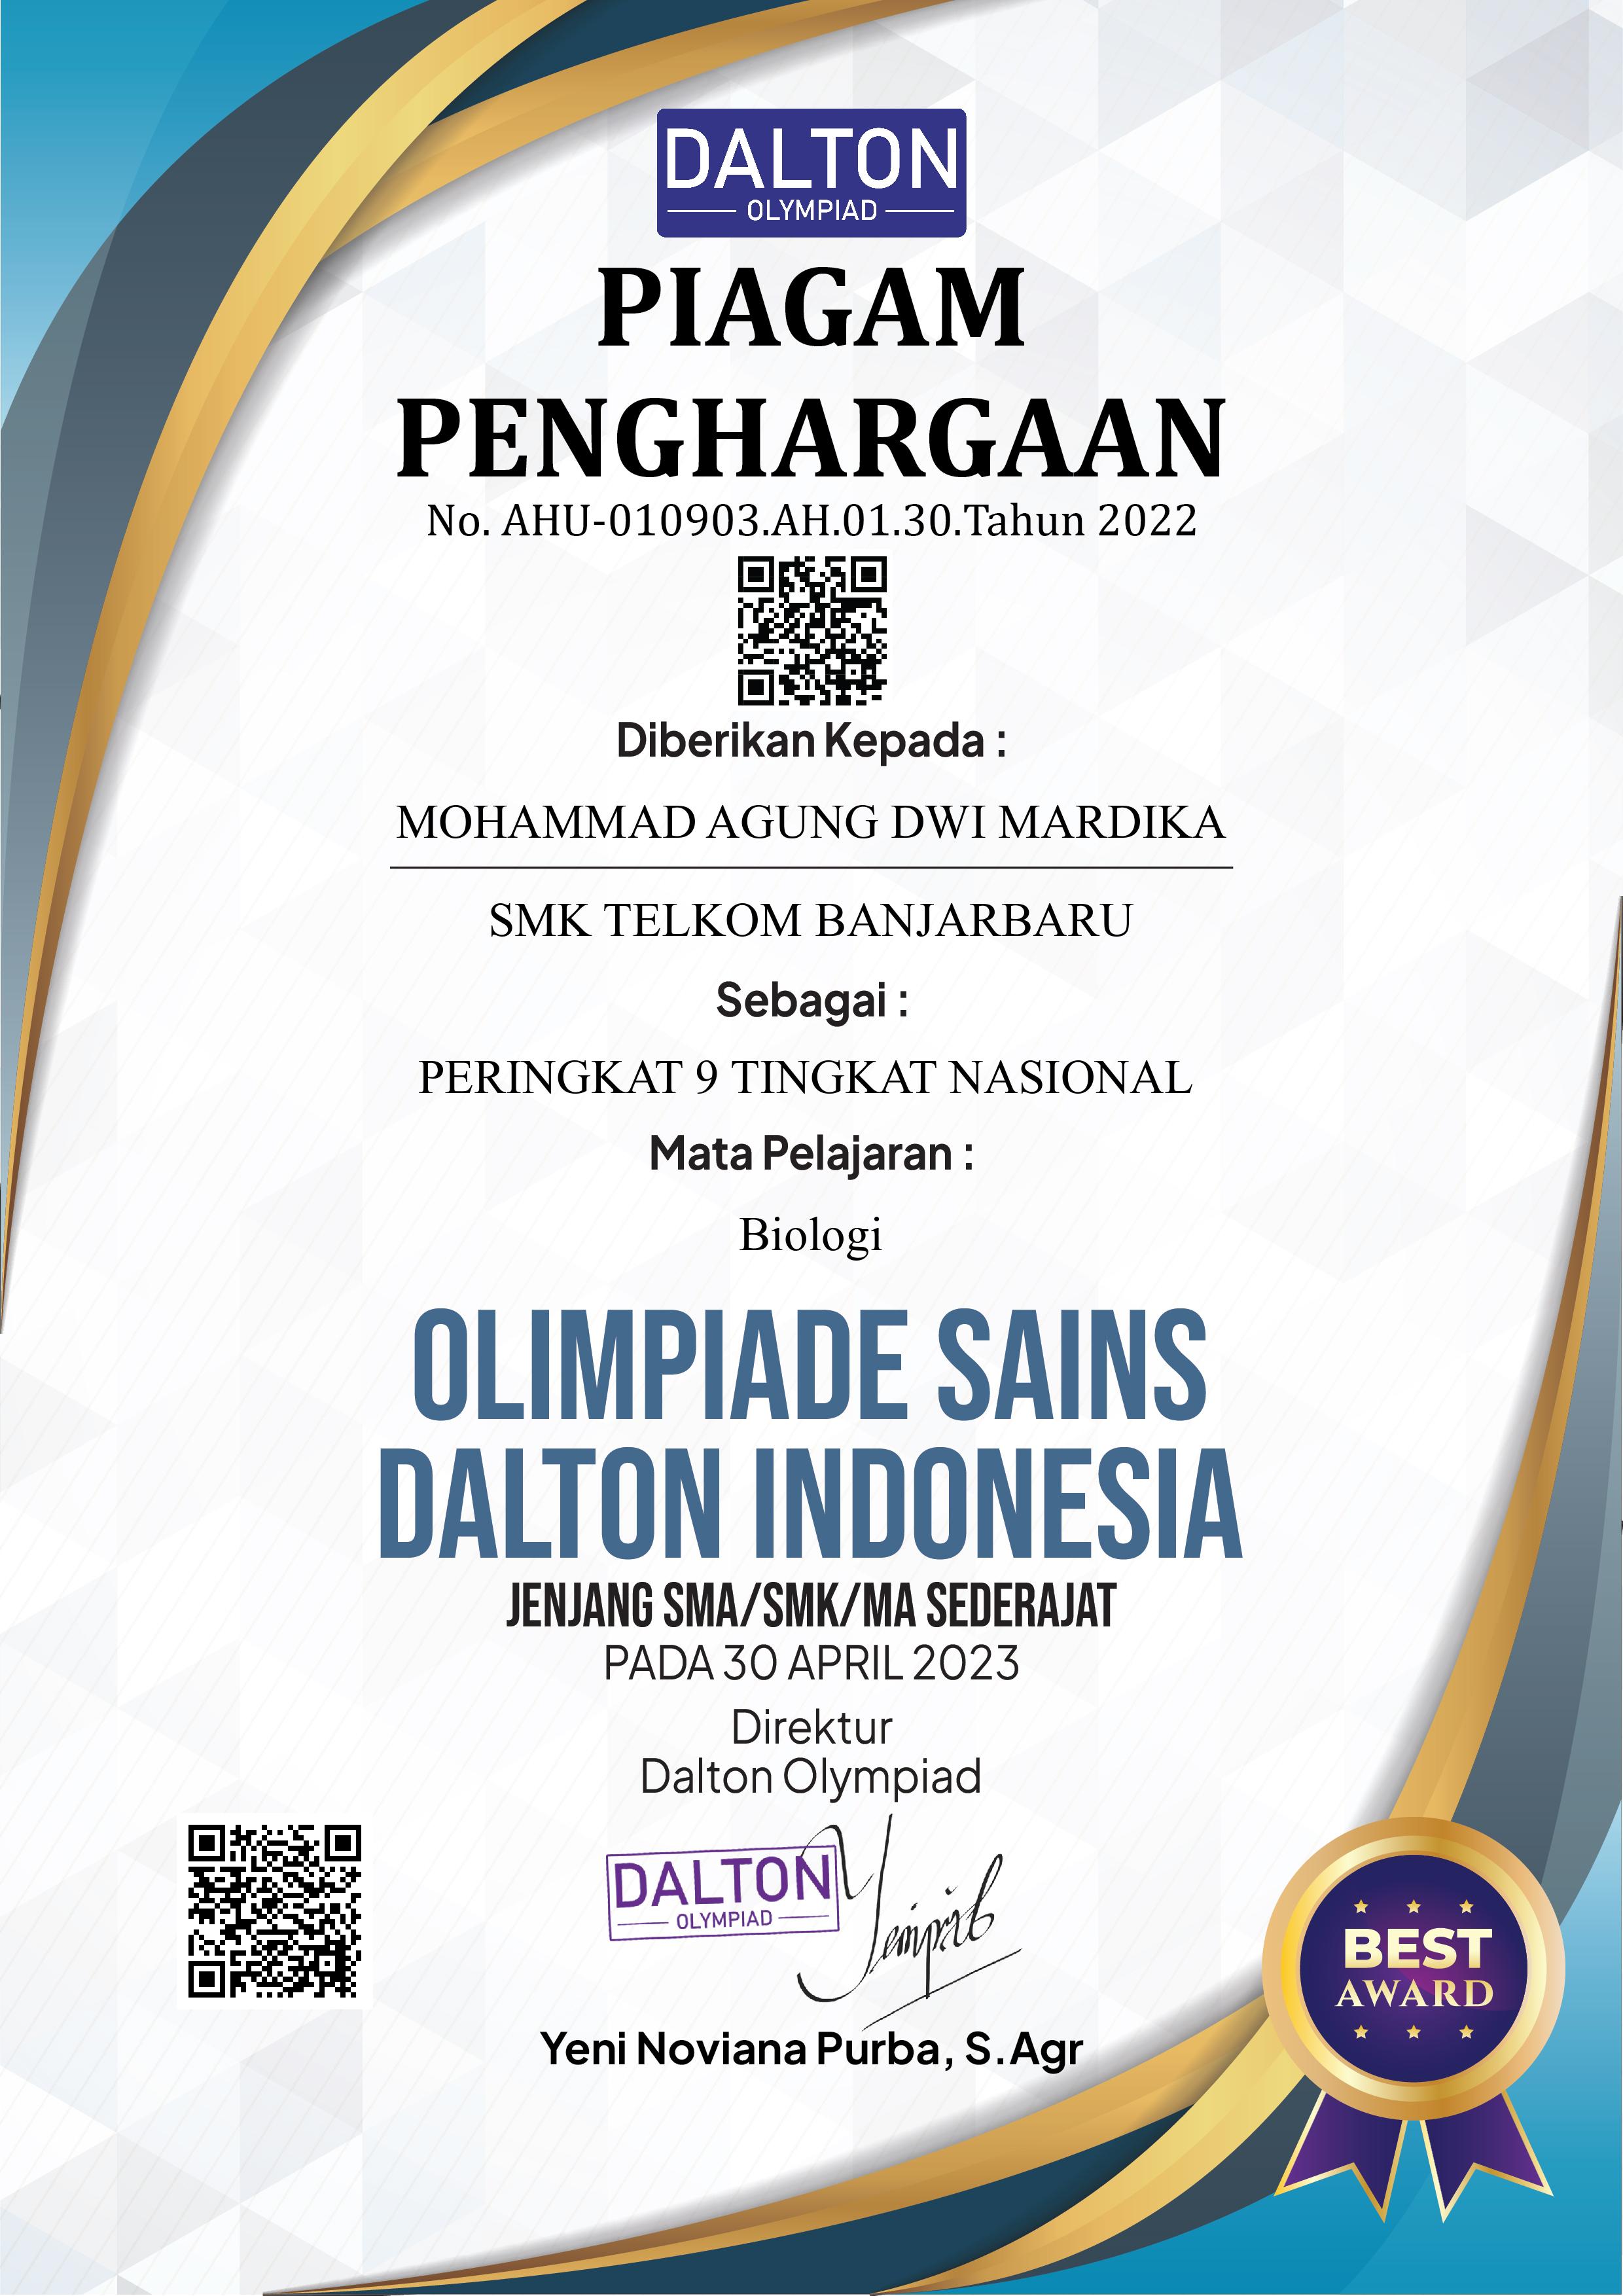 DALTON
OLYMPIAD
PIAGAM
PENGHARGAAN
No. AHU-010903.AH.01.30.Tahun 2022
Diberikan Kepada :
MOHAMMAD AGUNG DWI MARDIKA
SMK TELKOM BANJARBARU
Sebagai :
PERINGKAT 9 TINGKAT NASIONAL
Mata Pelajaran :
Biologi
OLIMPIADE SAINS
DALTON INDONESIA
JENJANG SMA/SMK/MA SEDERAJAT
PADA 30 APRIL 2023
Direktur
Dalton Olympiad
DALTON
OLYMPIAD
Yeni Noviana Purba, S.Agr
BEST
AWARD